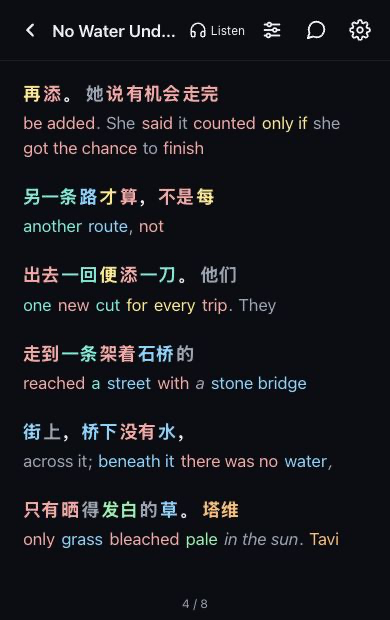 No Water Und... Listen
再添。她说有机会走完
be added. She said it counted only if she
got the chance to finish
另一条路才算，不是每
another route, not
出去一回便添一刀。他们
one new cut for every trip. They
走到一条架着石桥的
reached a street with a stone bridge
街上，桥下没有水，
across it; beneath it there was no water,
只有晒得发白的草。塔维
only grass bleached pale in the sun. Tavi
4 / 8